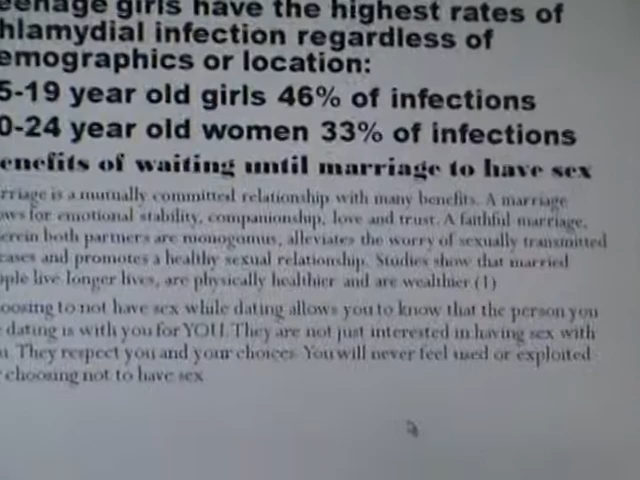 eenage girls have the highest rates of
hlamydial infection regardless of
emographics or location:
5-19 year old girls 46% of infections
0-24 year old women 33% of infections
enefits of waiting until marriage to have sex
rriage is a mutually committed relationship with many benefits. A marriage
ows for emotional stability, companionship, love and trust. A faithful marriage,
erein both partners are monogomus, alleviates the worry of sexually transmitted
eases and promotes a healthy sexual relationship. Studies show that married
ople live longer lives, are physically healthier and are wealthier.(1)
oosing to not have sex while dating allows you to know that the person you
dating is with you for YOU. They are not just interested in having sex with
u. They respect you and your choices. You will never feel used or exploited
choosing not to have sex